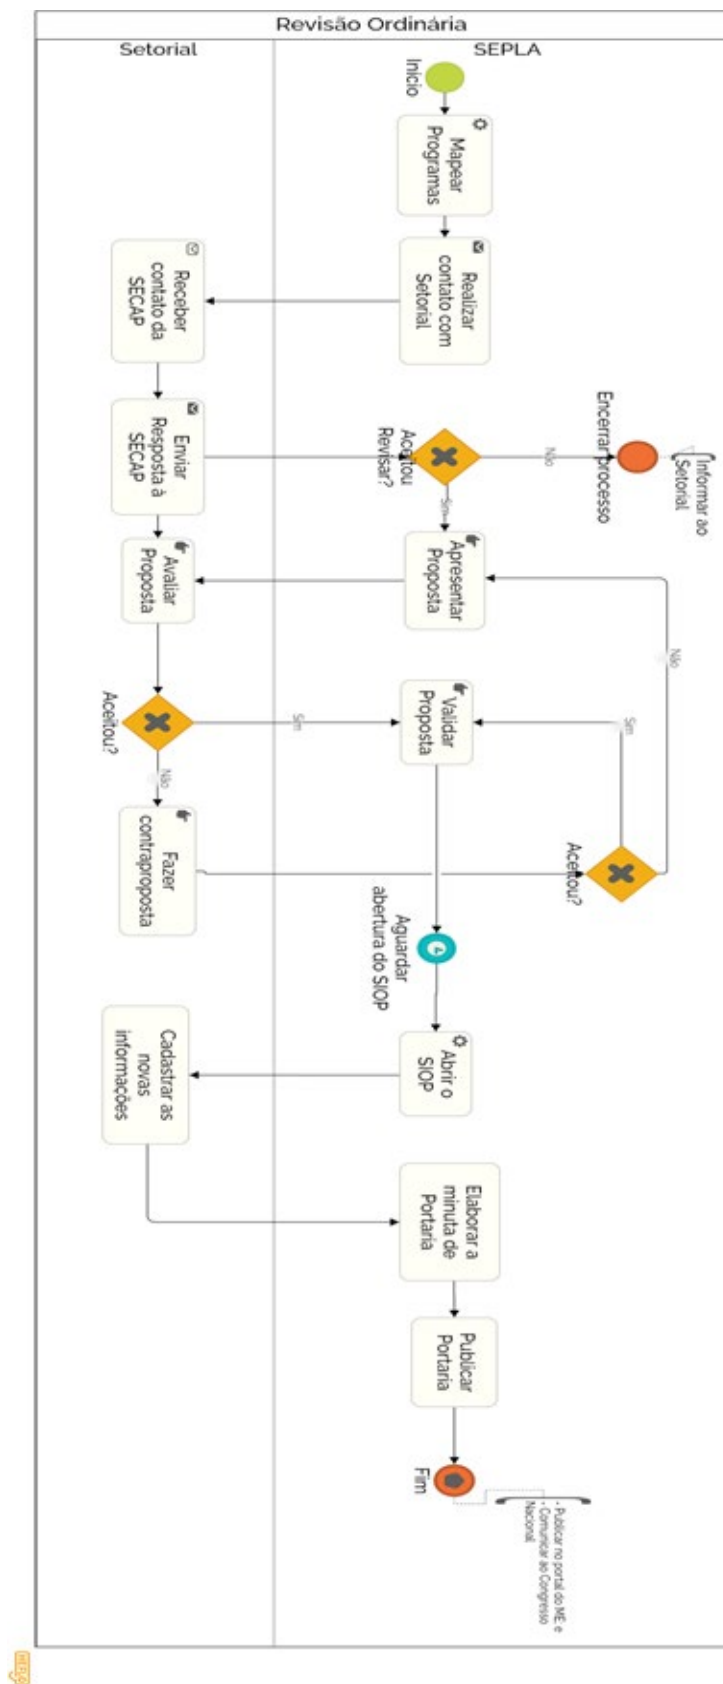 Revisão Ordinária
Setorial
SEPLA
Início
Mapear
Programas
Realizar
contato com
Setorial
Receber
contato da
SECAP
Enviar
Resposta à
SECAP
Aceitou
Revisar?
Não
Encerrar processo
Informar ao
Setorial
Sim
Apresentar
Proposta
Avaliar
Proposta
Aceitou?
Sim
Não
Validar
Proposta
Fazer
contraproposta
Aceitou?
Sim
Não
Aguardar
abertura do SIOP
Abrir o
SIOP
Cadastrar as
novas
informações
Elaborar a
minuta de
Portaria
Publicar
Portaria
Fim
- Publicar no portal do ME; e
- Comunicar ao Congresso
Nacional
HEFLO